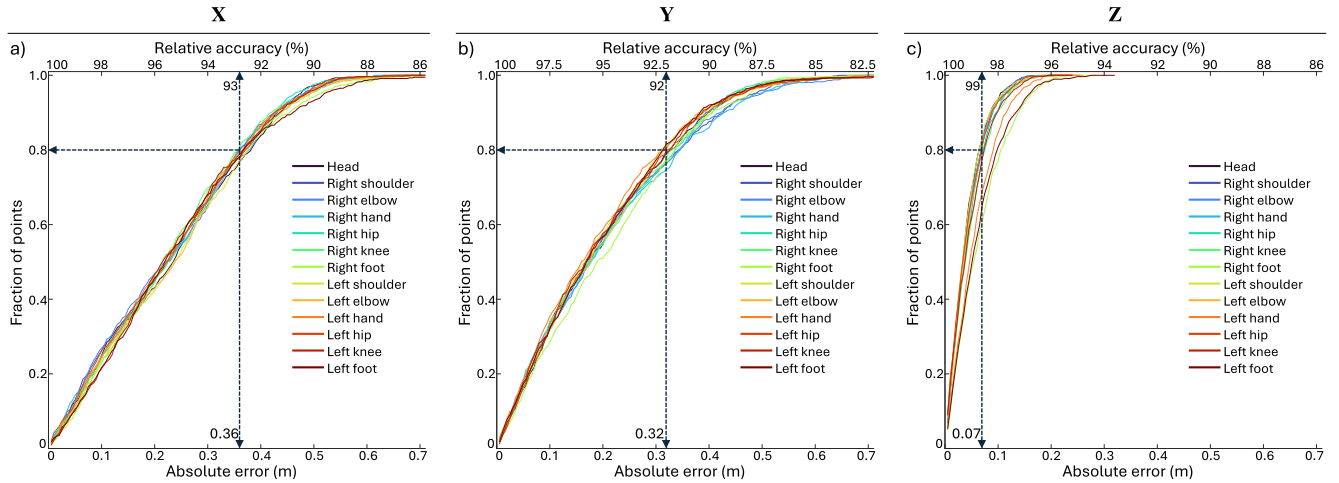 X
a)
Relative accuracy (%)
100 98 96 94 92 90 88 86
93
Fraction of points
1.0
0.8
0.6
0.4
0.2
0
Head
Right shoulder
Right elbow
Right hand
Right hip
Right knee
Right foot
Left shoulder
Left elbow
Left hand
Left hip
Left knee
Left foot
0.36
0 0.1 0.2 0.3 0.4 0.5 0.6 0.7
Absolute error (m)
Y
b)
Relative accuracy (%)
100 97.5 95 92.5 90 87.5 85 82.5
92
Fraction of points
1.0
0.8
0.6
0.4
0.2
0
Head
Right shoulder
Right elbow
Right hand
Right hip
Right knee
Right foot
Left shoulder
Left elbow
Left hand
Left hip
Left knee
Left foot
0.32
0 0.1 0.2 0.3 0.4 0.5 0.6 0.7
Absolute error (m)
Z
c)
Relative accuracy (%)
100 98 96 94 92 90 88 86
99
Fraction of points
1.0
0.8
0.6
0.4
0.2
0
Head
Right shoulder
Right elbow
Right hand
Right hip
Right knee
Right foot
Left shoulder
Left elbow
Left hand
Left hip
Left knee
Left foot
0.07
0 0.1 0.2 0.3 0.4 0.5 0.6 0.7
Absolute error (m)